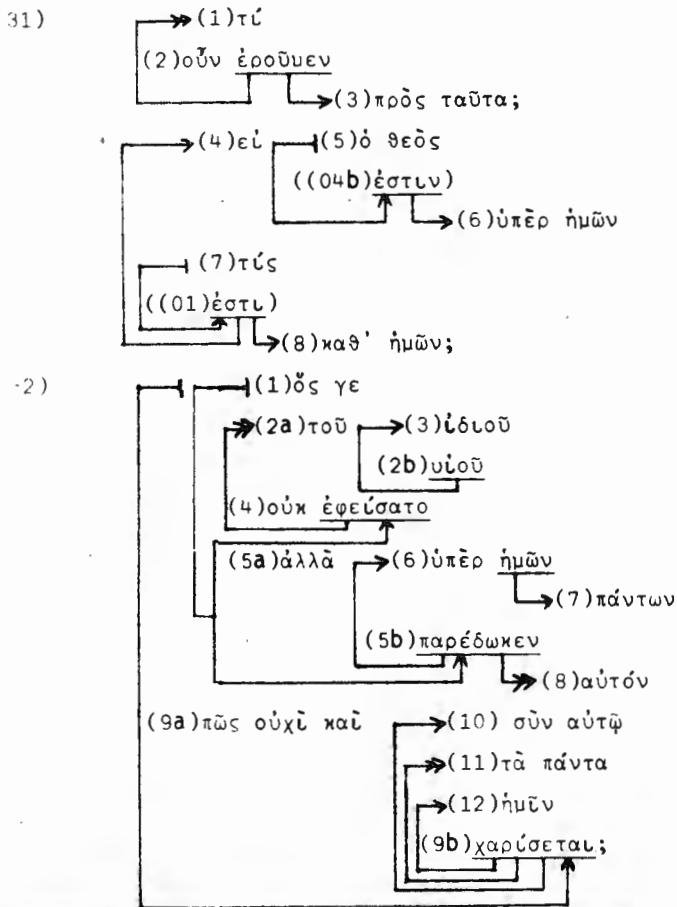 31) (1)τί
(2)οὖν ἐροῦμεν
(3)πρὸς ταῦτα;
(4)εἰ (5)ὁ θεὸς
((04b)ἐστιν)
(6)ὑπὲρ ἡμῶν
(7)τίς
((01)ἐστι)
(8)καθ' ἡμῶν;
-2) (1)ὅς γε
(2a)τοῦ (3)ἰδιοῦ
(2b)υἱοῦ
(4)οὐκ ἐφείσατο
(5a)ἀλλὰ (6)ὑπὲρ ἡμῶν
(7)πάντων
(5b)παρέδωκεν
(8)αὐτόν
(9a)πῶς οὐχὶ καὶ (10) σὺν αὐτῷ
(11)τὰ πάντα
(12)ἡμῖν
(9b)χαρίσεται;